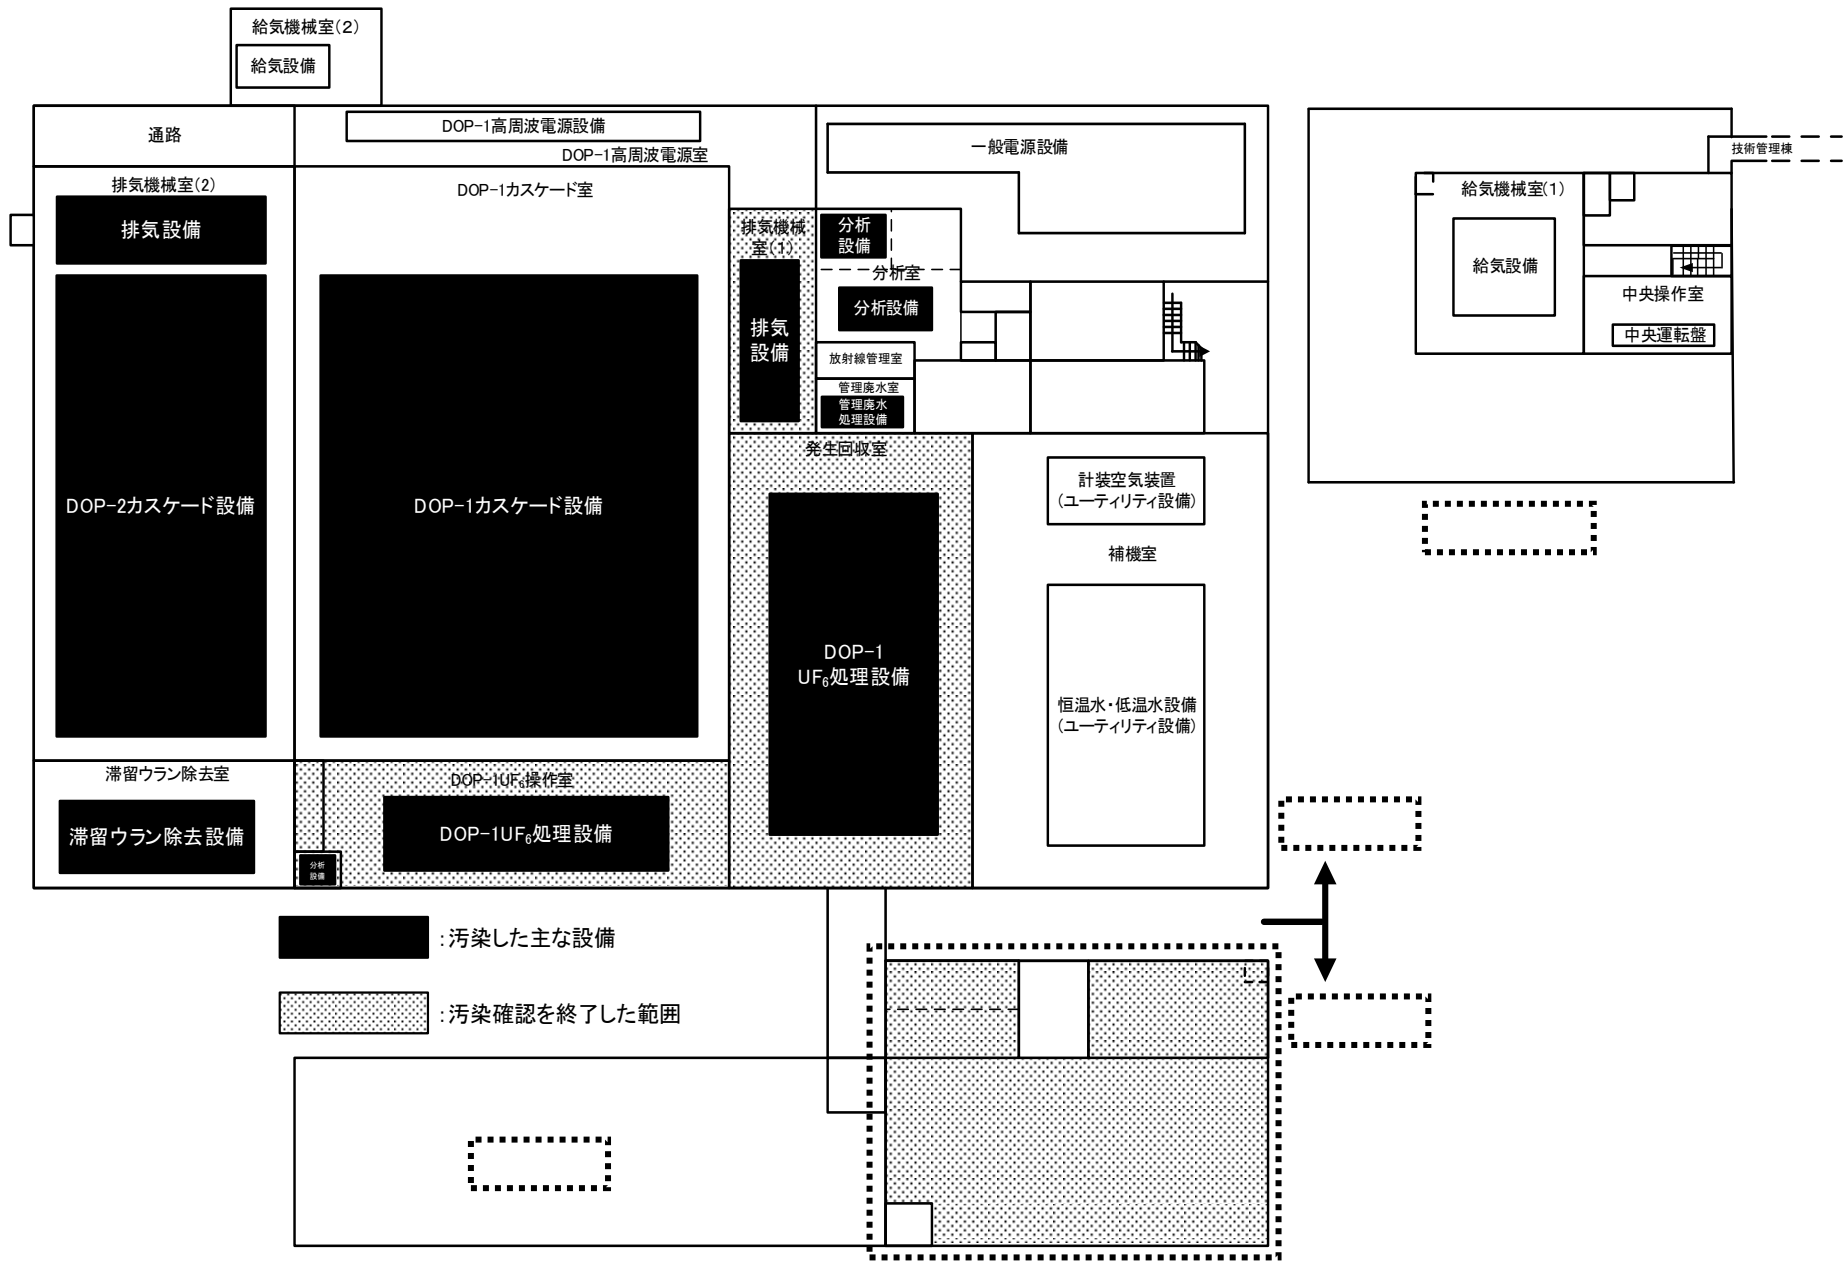 給気機械室(2)
給気設備
通路
DOP-1高周波電源設備
DOP-1高周波電源室
一般電源設備
技術管理棟
排気機械室(2)
排気設備
DOP-1カスケード室
排気機械
室(1)
分析
設備
分析室
分析設備
給気機械室(1)
給気設備
中央操作室
中央運転盤
排気
設備
放射線管理室
管理廃水室
管理廃水
処理設備
発生回収室
DOP-2カスケード設備
DOP-1カスケード設備
計装空気装置
(ユーティリティ設備)
補機室
DOP-1
UF₆処理設備
恒温水・低温水設備
(ユーティリティ設備)
滞留ウラン除去室
滞留ウラン除去設備
DOP-1UF₆操作室
DOP-1UF₆処理設備
分析
設備
:汚染した主な設備
:汚染確認を終了した範囲